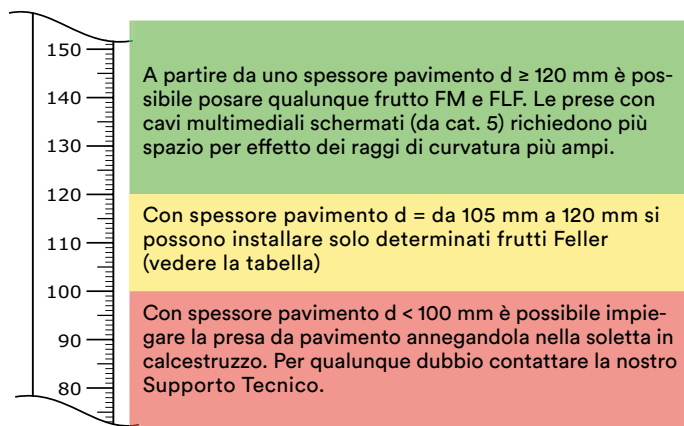 150
140
130
120
110
100
90
80
A partire da uno spessore pavimento d ≥ 120 mm è pos-
sibile posare qualunque frutto FM e FLF. Le prese con
cavi multimediali schermati (da cat. 5) richiedono più
spazio per effetto dei raggi di curvatura più ampi.
Con spessore pavimento d = da 105 mm a 120 mm si
possono installare solo determinati frutti Feller
(vedere la tabella)
Con spessore pavimento d < 100 mm è possibile impie-
gare la presa da pavimento annegandola nella soletta in
calcestruzzo. Per qualunque dubbio contattare la nostro
Supporto Tecnico.